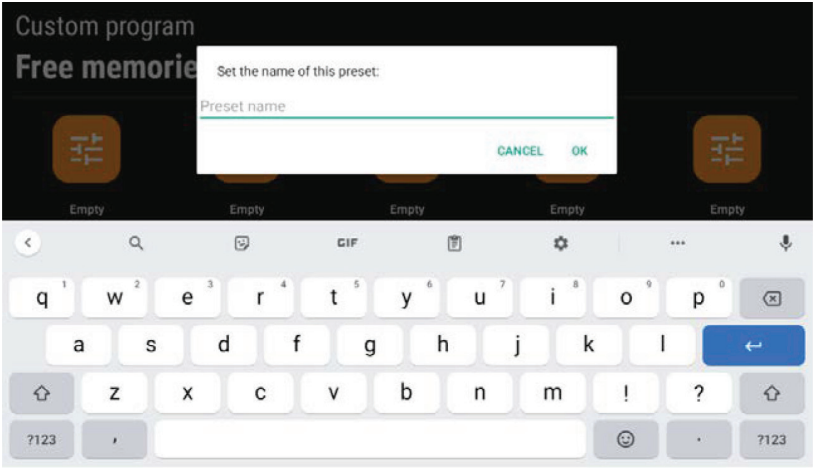 Custom program
Free memorie
Set the name of this preset:
Preset name
CANCEL OK
Empty Empty Empty Empty Empty
GIF
q 1 w 2 e 3 r 4 t 5 y 6 u 7 i 8 o 9 p 0
a s d f g h j k l
z x c v b n m ! ?
?123 , . ?123